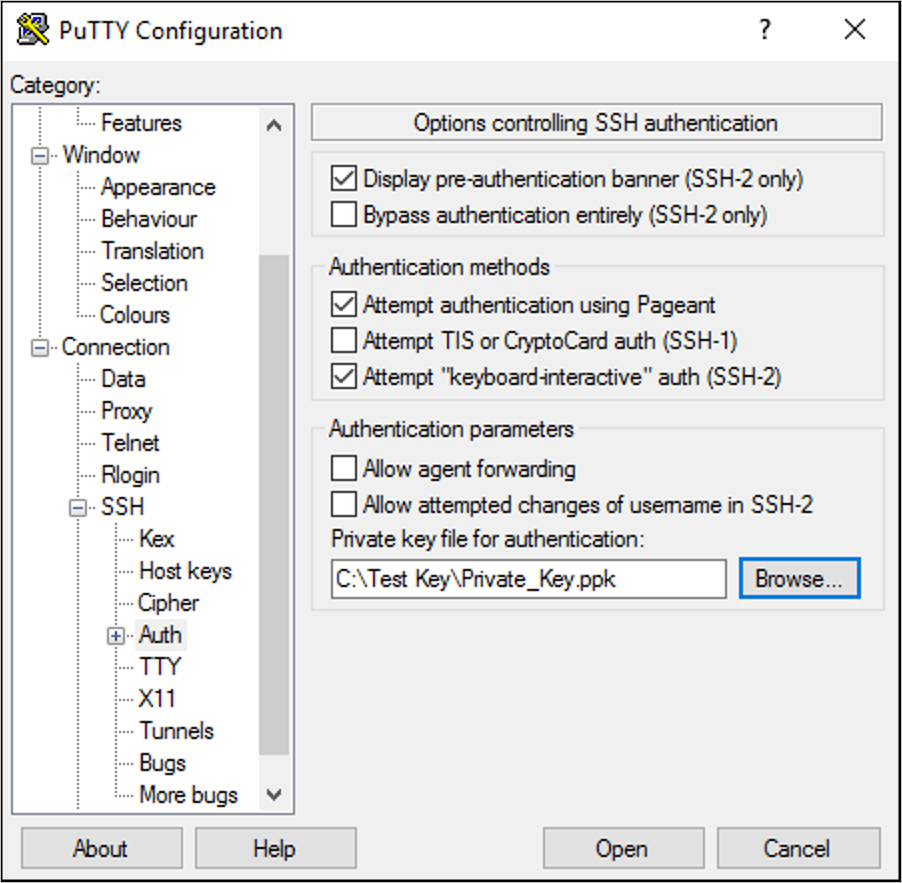 PuTTY Configuration
?
Category:
Features
Window
Appearance
Behaviour
Translation
Selection
Colours
Connection
Data
Proxy
Telnet
Rlogin
SSH
Kex
Host keys
Cipher
Auth
TTY
X11
Tunnels
Bugs
More bugs
Options controlling SSH authentication
Display pre-authentication banner (SSH-2 only)
Bypass authentication entirely (SSH-2 only)
Authentication methods
Attempt authentication using Pageant
Attempt TIS or CryptoCard auth (SSH-1)
Attempt "keyboard-interactive" auth (SSH-2)
Authentication parameters
Allow agent forwarding
Allow attempted changes of username in SSH-2
Private key file for authentication:
C:\Test Key\Private_Key.ppk
Browse...
About
Help
Open
Cancel